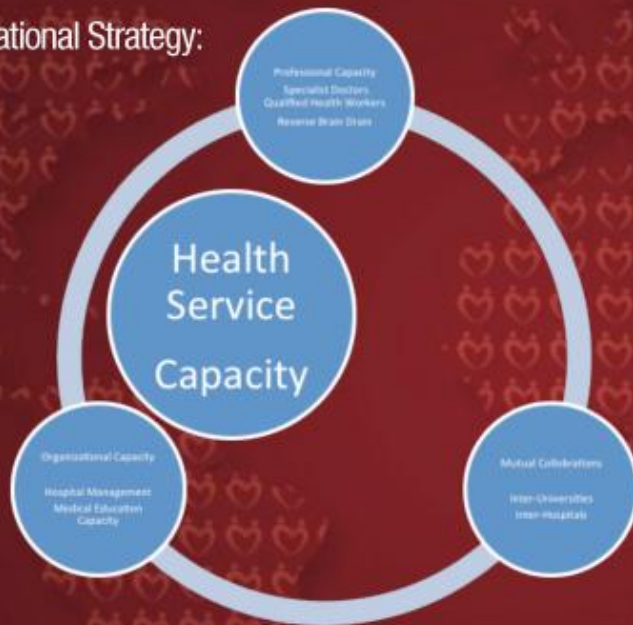 ational Strategy:
Professional Capacity
Specialist Doctors
Qualified Health Workers
Reverse Brain Drain
Health
Service
Capacity
Organizational Capacity
Hospital Management
Medical Education
Capacity
Mutual Collobrations
Inter-Universities
Inter-Hospitals